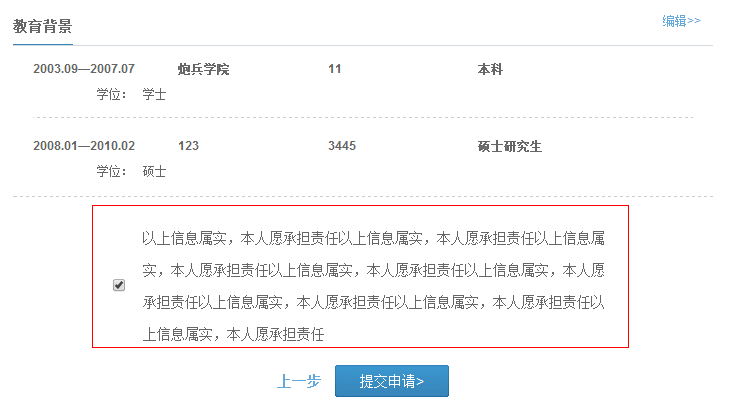 教育背景 编辑>>
2003.09—2007.07 炮兵学院 11 本科
学位： 学士
2008.01—2010.02 123 3445 硕士研究生
学位： 硕士
以上信息属实，本人愿承担责任以上信息属实，本人愿承担责任以上信息属
实，本人愿承担责任以上信息属实，本人愿承担责任以上信息属实，本人愿
承担责任以上信息属实，本人愿承担责任以上信息属实，本人愿承担责任以
上信息属实，本人愿承担责任
上一步 提交申请>